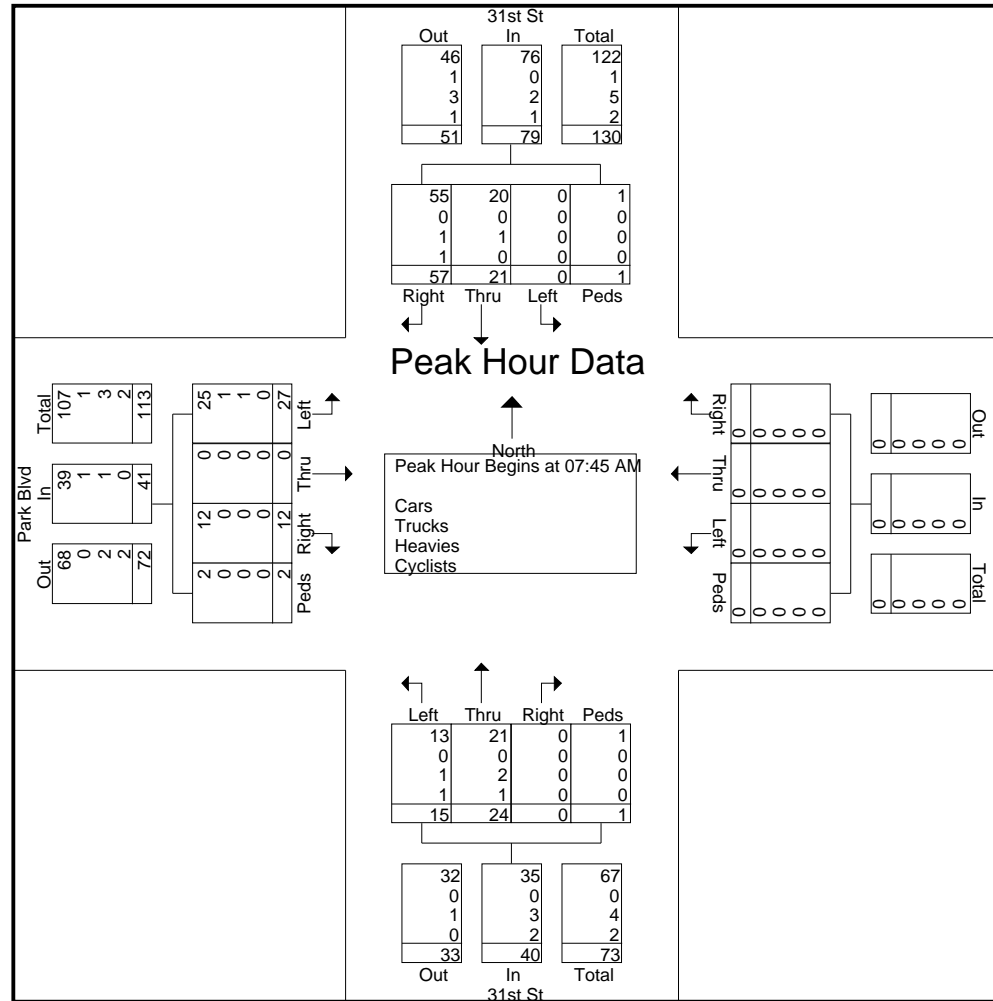 31st St
Out In Total
46 76 122
1 0 1
3 2 5
1 1 2
51 79 130
55 20 0 1
0 0 0 0
1 1 0 0
1 0 0 0
57 21 0 1
Right Thru Left Peds
Peak Hour Data
North
Peak Hour Begins at 07:45 AM
Cars
Trucks
Heavies
Cyclists
Park Blvd
Out In Total
68 39 107
0 1 1
2 1 3
2 0 2
72 41 113
Peds Right Thru Left
2 12 0 25
0 0 0 1
0 0 0 1
0 0 0 0
2 12 0 27
Right Thru Left Peds
0 0 0 0
0 0 0 0
0 0 0 0
0 0 0 0
0 0 0 0
Out In Total
0 0 0
0 0 0
0 0 0
0 0 0
0 0 0
Left Thru Right Peds
13 21 0 1
0 0 0 0
1 2 0 0
1 1 0 0
15 24 0 1
32 35 67
0 0 0
1 3 4
0 2 2
33 40 73
Out In Total
31st St